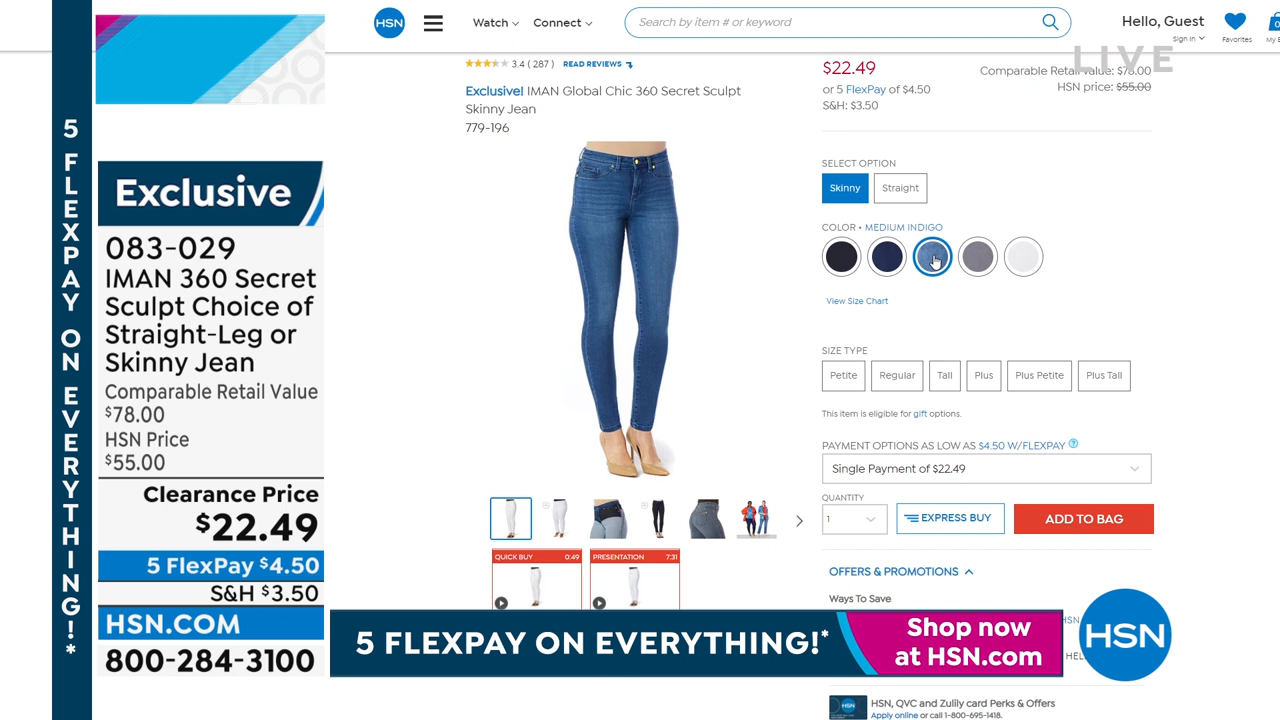 5 FLEXPAY ON EVERYTHING!*
Exclusive
083-029
IMAN 360 Secret
Sculpt Choice of
Straight-Leg or
Skinny Jean
Comparable Retail Value
$78.00
HSN Price
$55.00
Clearance Price
$22.49
5 FlexPay $4.50
S&H $3.50
HSN.COM
800-284-3100
HSN
Watch
Connect
Search by item # or keyword
Hello, Guest
Sign In
Favorites
LIVE
3.4 ( 287 )
READ REVIEWS
Exclusive! IMAN Global Chic 360 Secret Sculpt
Skinny Jean
779-196
QUICK BUY 0:49
PRESENTATION 7:31
$22.49
or 5 FlexPay of $4.50
S&H: $3.50
Comparable Retail Value: $78.00
HSN price: $55.00
SELECT OPTION
Skinny
Straight
COLOR • MEDIUM INDIGO
View Size Chart
SIZE TYPE
Petite
Regular
Tall
Plus
Plus Petite
Plus Tall
This item is eligible for gift options.
PAYMENT OPTIONS AS LOW AS $4.50 W/FLEXPAY
Single Payment of $22.49
QUANTITY
1
EXPRESS BUY
ADD TO BAG
OFFERS & PROMOTIONS
Ways To Save
5 FLEXPAY ON EVERYTHING!*
Shop now
at HSN.com
HSN
HSN
HSN, QVC and Zulily card Perks & Offers
Apply online or call 1-800-695-1418.